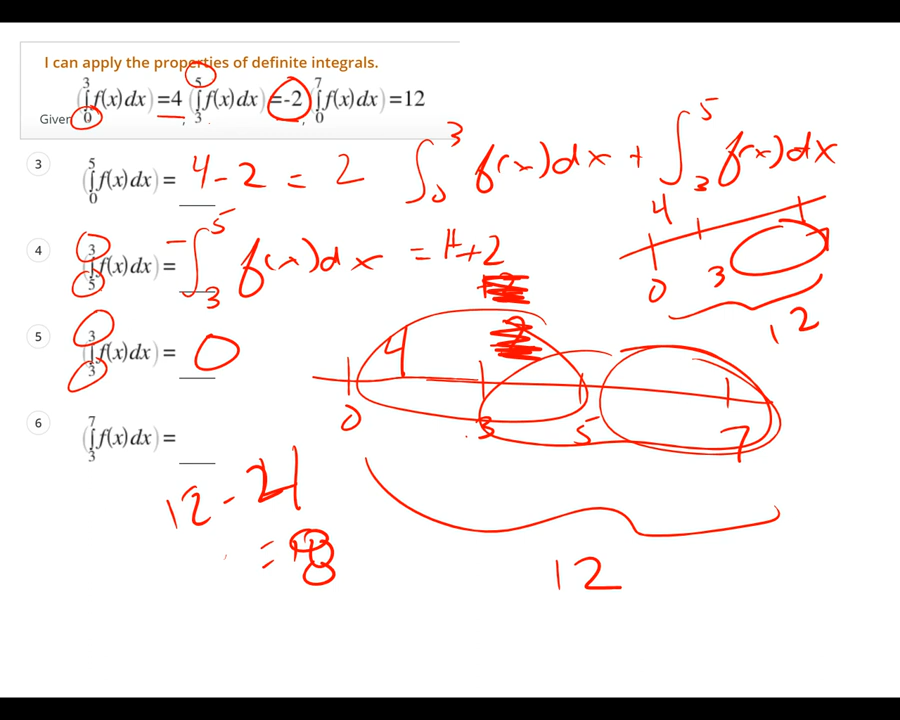 I can apply the properties of definite integrals.
Given (∫₀³ f(x)dx) =4, (∫₃⁵ f(x)dx) =-2, (∫₀⁷ f(x)dx) =12
3 (∫₀⁵ f(x)dx) = 4-2 = 2 ∫₀³ f(x)dx + ∫₃⁵ f(x)dx
4
0 3
12
4 (∫₅³ f(x)dx) = -∫₃⁵ f(x)dx = +2
5 (∫₃³ f(x)dx) = 0
4
0 3 5 7
6 (∫₃⁷ f(x)dx) =
12 -
= 8
12